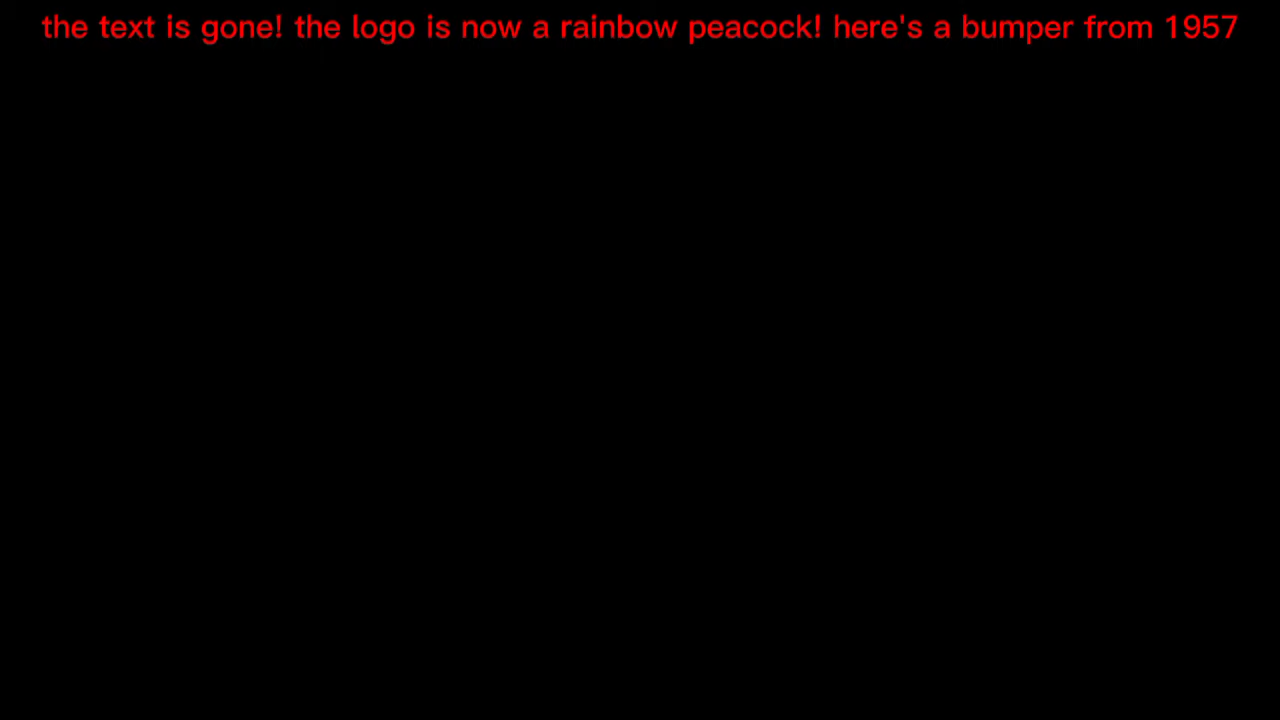 the text is gone! the logo is now a rainbow peacock! here's a bumper from 1957